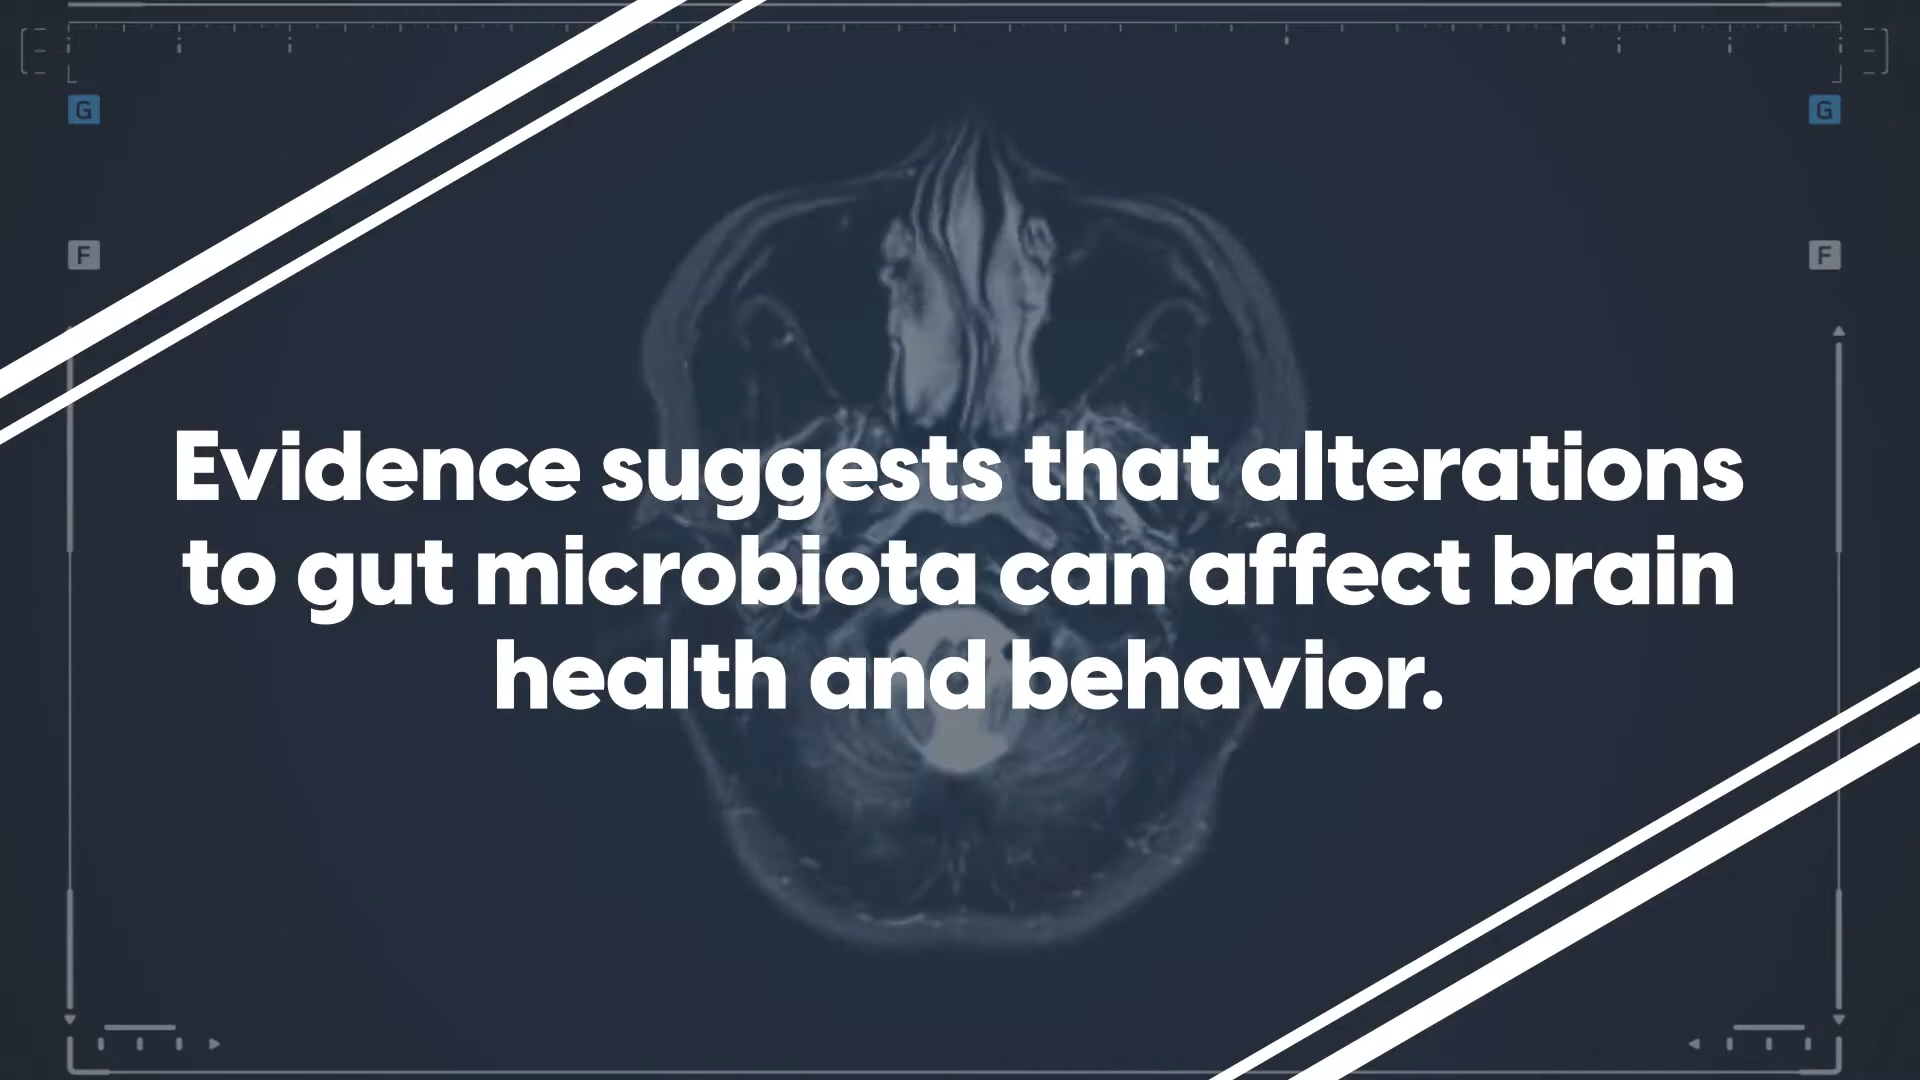 G G
F F
Evidence suggests that alterations
to gut microbiota can affect brain
health and behavior.